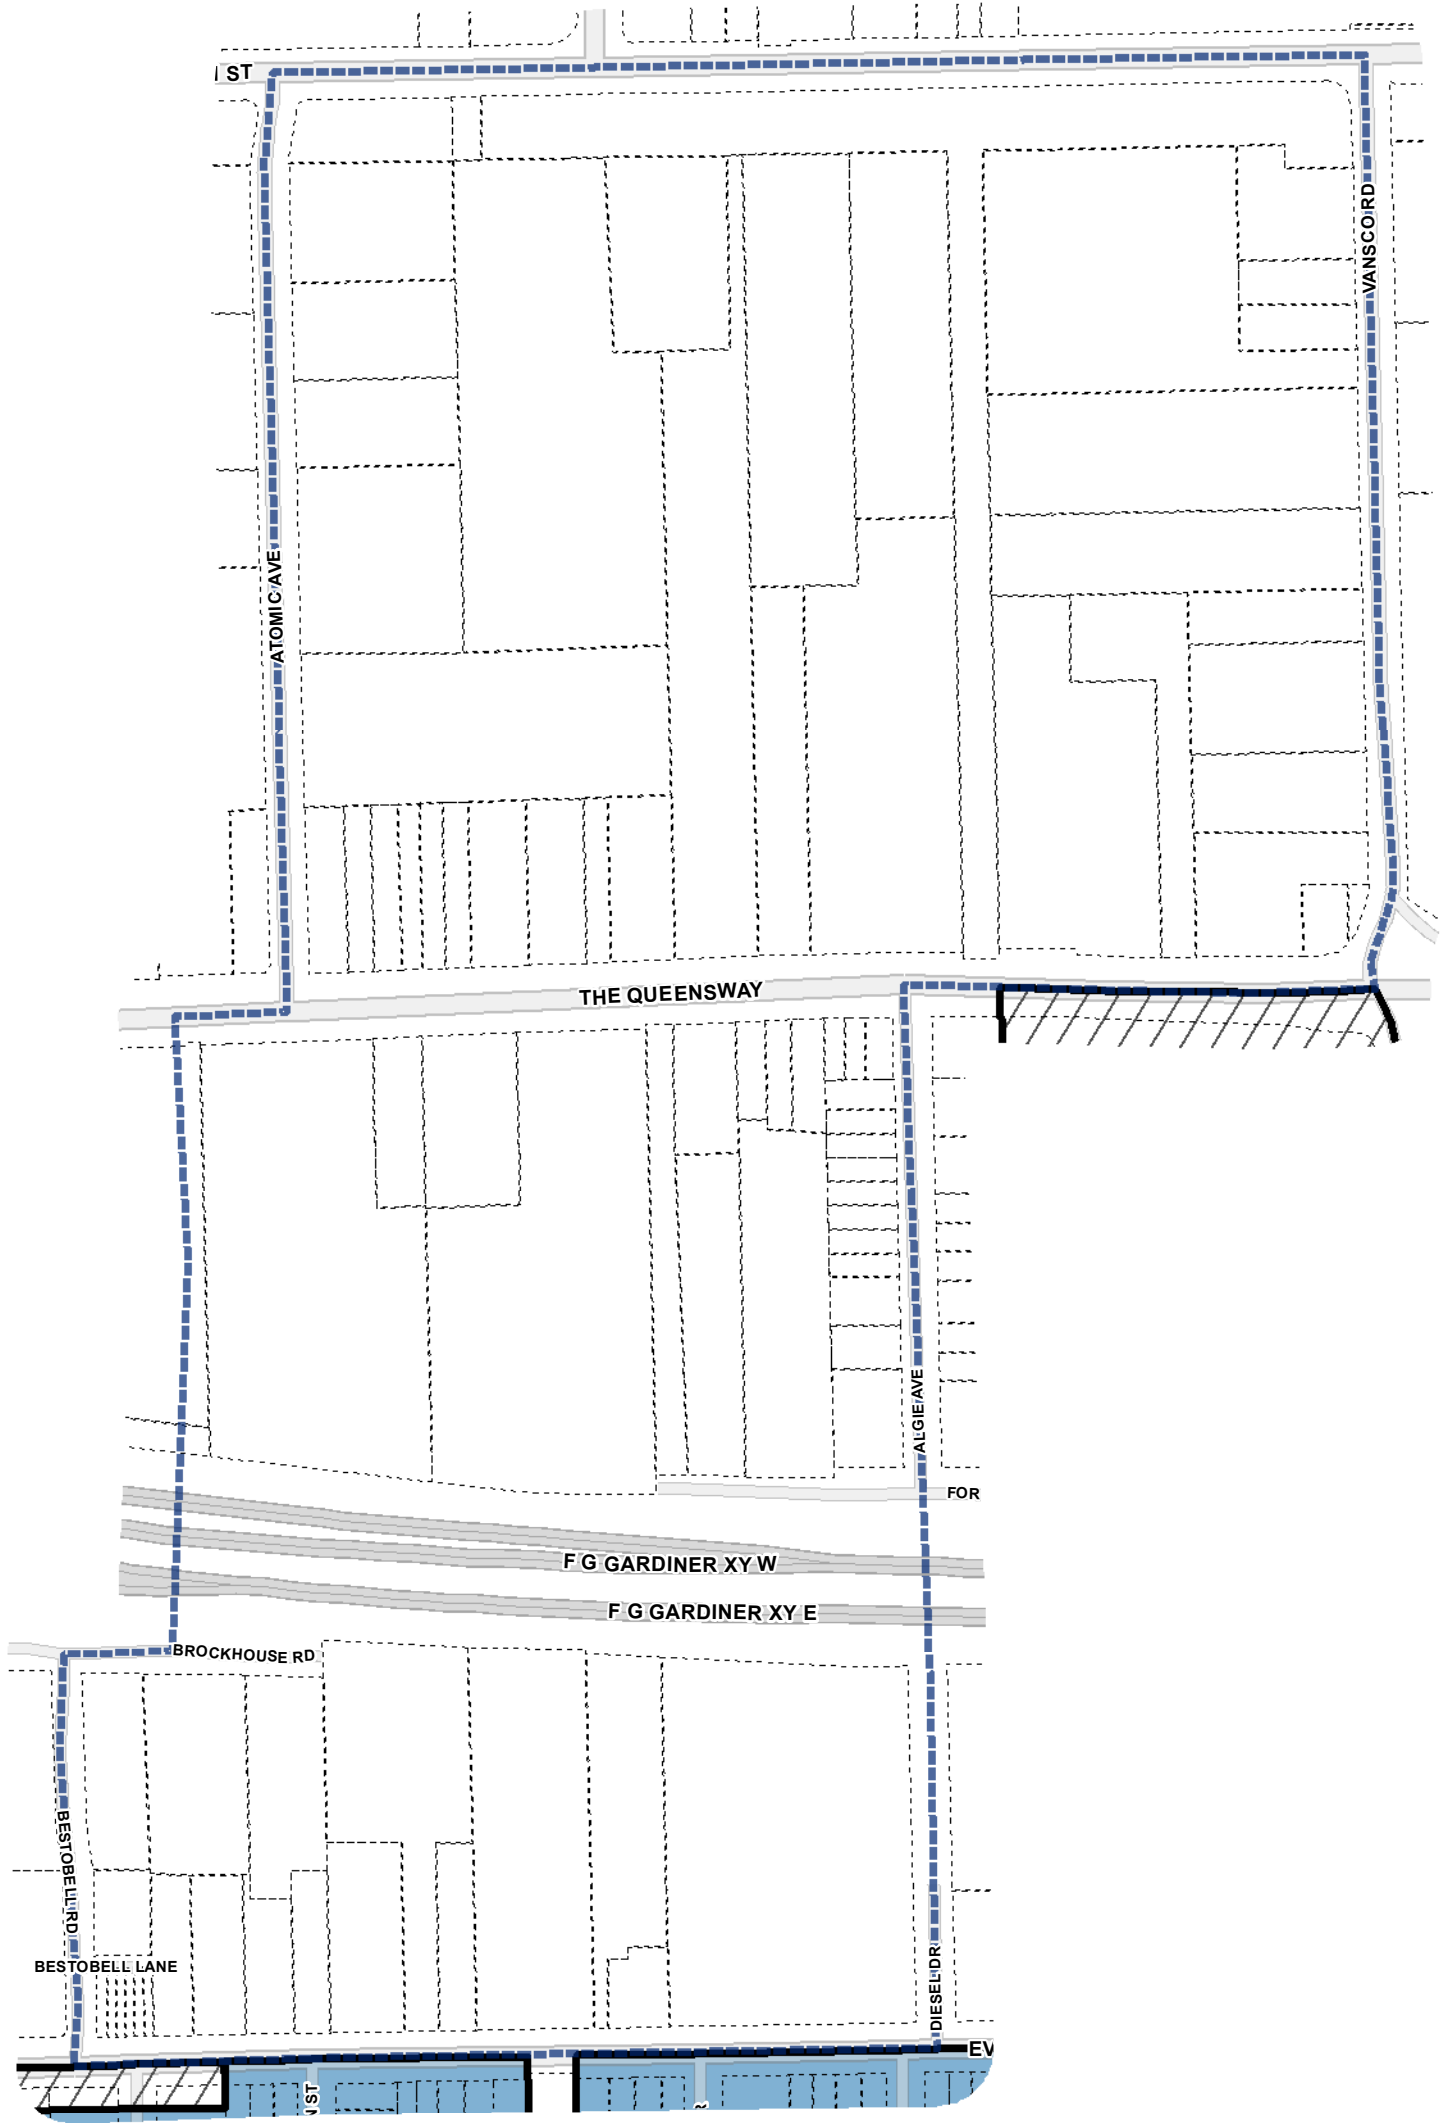 ST
VANSCO RD
ATOMIC AVE
THE QUEENSWAY
ALGIE AVE
FOR
F G GARDINER XY W
F G GARDINER XY E
BROCKHOUSE RD
BESTOBELL RD
BESTOBELL LANE
DIESEL DR
EV
ST